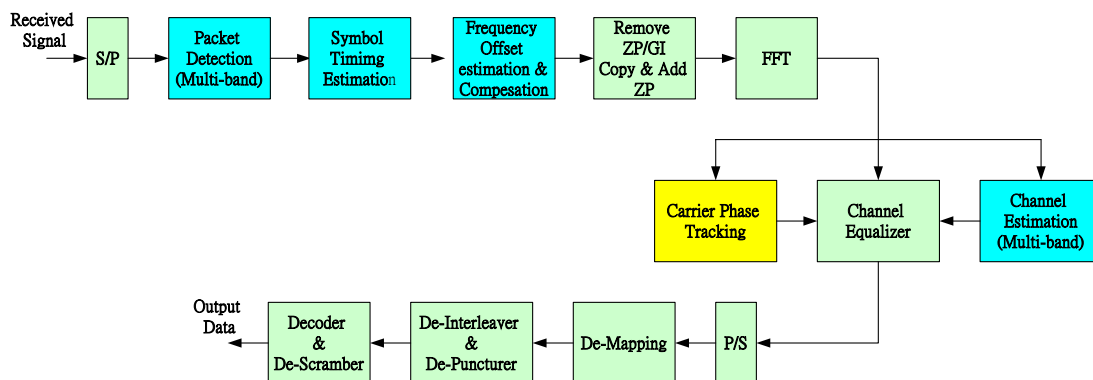 Received
Signal
S/P
Packet
Detection
(Multi-band)
Symbol
Timimg
Estimation
Frequency
Offset
estimation &
Compesation
Remove
ZP/GI
Copy & Add
ZP
FFT
Carrier Phase
Tracking
Channel
Equalizer
Channel
Estimation
(Multi-band)
Output
Data
Decoder
&
De-Scramber
De-Interleaver
&
De-Puncturer
De-Mapping
P/S